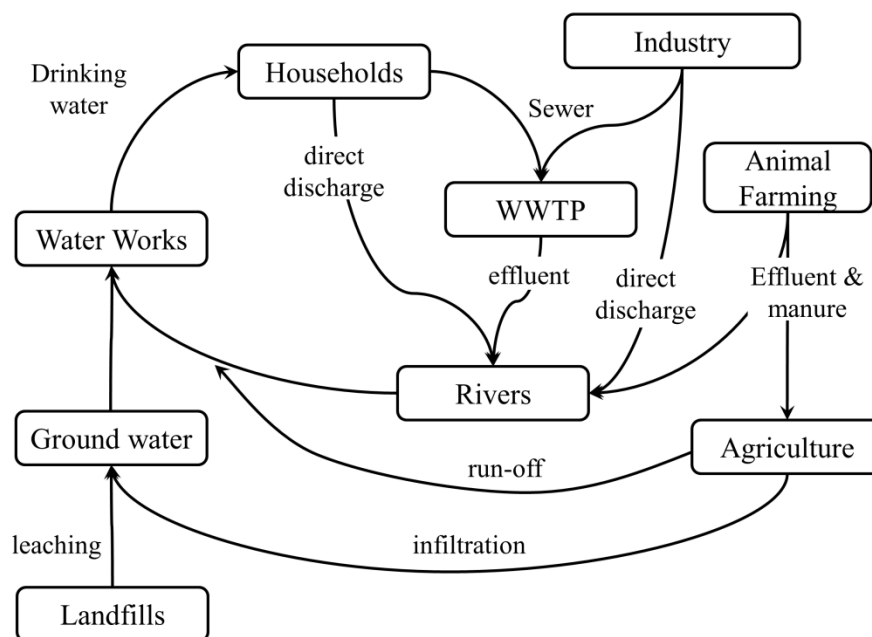 Industry
Households
Drinking
water
Sewer
direct
discharge
Animal
Farming
WWTP
Water Works
effluent
direct
discharge
Effluent &
manure
Rivers
Ground water
Agriculture
run-off
leaching
infiltration
Landfills